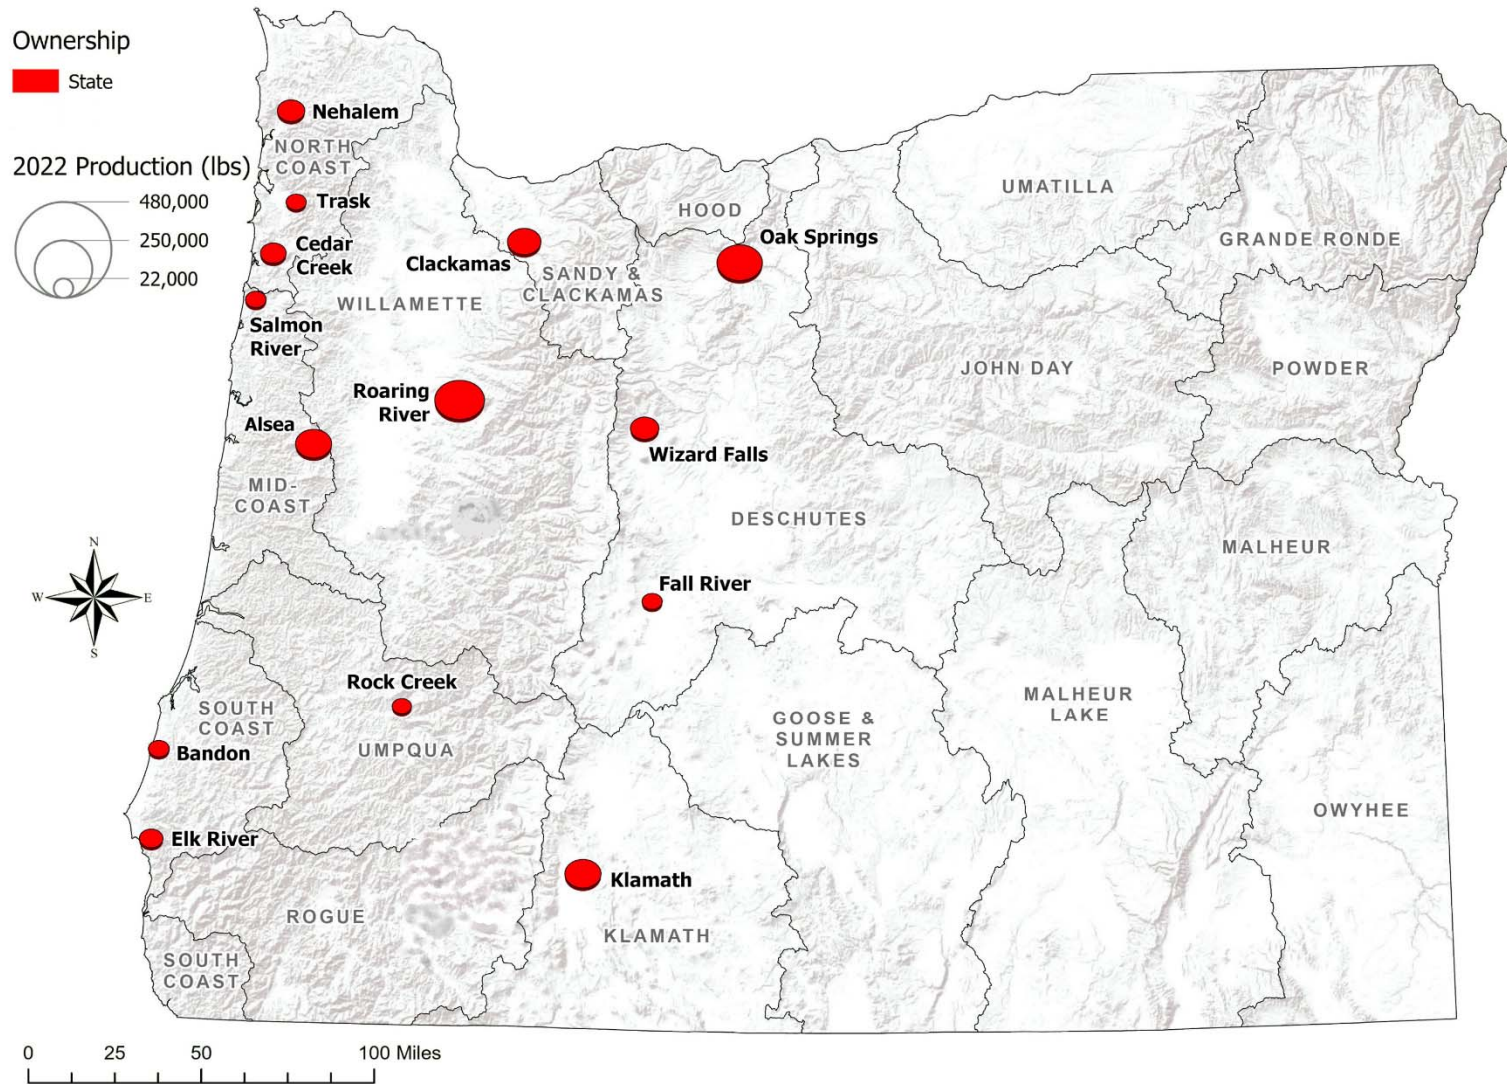 Ownership
State
2022 Production (lbs)
480,000
250,000
22,000
Nehalem
NORTH
COAST
Trask
Cedar
Creek
Salmon
River
Alsea
MID-
COAST
WILLAMETTE
Clackamas
SANDY &
CLACKAMAS
Roaring
River
HOOD
Oak Springs
UMATILLA
GRANDE RONDE
JOHN DAY
POWDER
Wizard Falls
DESCHUTES
MALHEUR
Fall River
N
W
E
S
Rock Creek
UMPQUA
SOUTH
COAST
Bandon
Elk River
GOOSE &
SUMMER
LAKES
MALHEUR
LAKE
OWYHEE
ROGUE
Klamath
KLAMATH
SOUTH
COAST
0 25 50 100 Miles